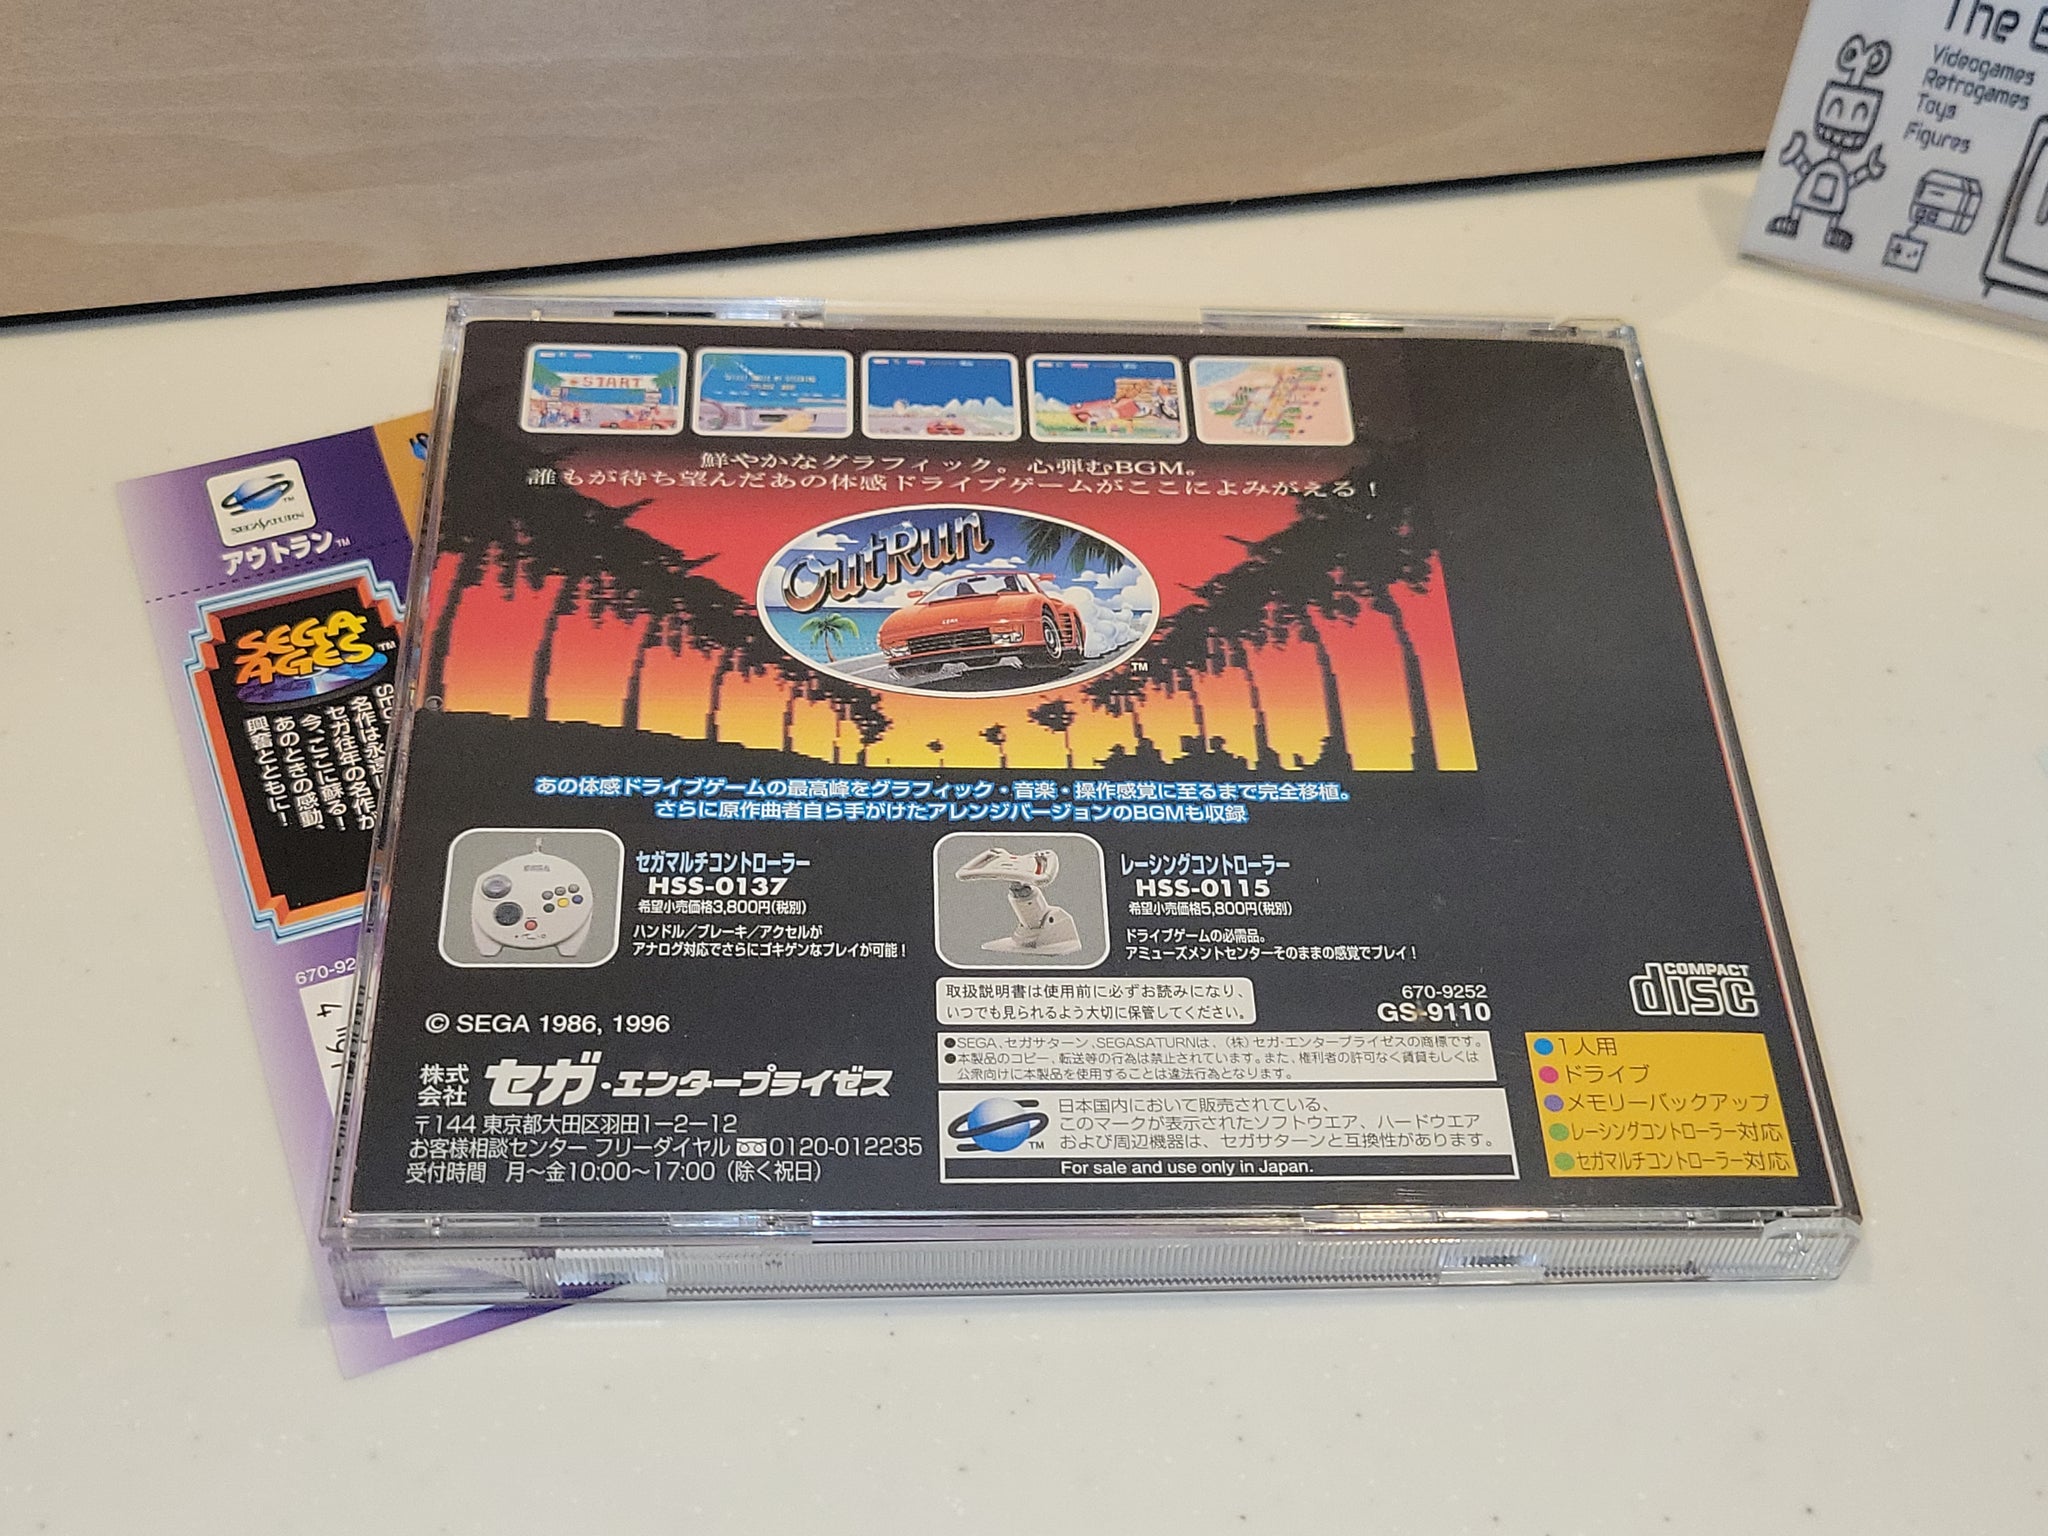 The
Videogames
Retrogames
Toys
Figures
START
鮮やかなグラフィック。心弾むBGM。
誰もが待ち望んだあの体感ドライブゲームがここによみがえる！
OutRun
TM
SEGA SATURN
TM
アウトラン
TM
SEGA
AGES
TM
名作は永遠に
セガ往年の名作が
今、ここに蘇る！
あのときの感動、
興奮とともに！
670-92
あの体感ドライブゲームの最高峰をグラフィック・音楽・操作感覚に至るまで完全移植。
さらに原作曲者自ら手がけたアレンジバージョンのBGMも収録
セガマルチコントローラー
HSS-0137
希望小売価格3,800円(税別)
ハンドル／ブレーキ／アクセルが
アナログ対応でさらにゴキゲンなプレイが可能！
レーシングコントローラー
HSS-0115
希望小売価格5,800円(税別)
ドライブゲームの必需品。
アミューズメントセンターそのままの感覚でプレイ！
取扱説明書は使用前に必ずお読みになり、
いつでも見られるよう大切に保管してください。
670-9252
GS-9110
COMPACT
disc
© SEGA 1986, 1996
株式会社 セガ・エンタープライゼス
〒144 東京都大田区羽田1－2－12
お客様相談センター フリーダイヤル 0120-012235
受付時間 月～金10:00～17:00（除く祝日）
●SEGA、セガサターン、SEGASATURNは、（株）セガ・エンタープライゼスの商標です。
●本製品のコピー、転送等の行為は禁止されています。また、権利者の許可なく賃貸もしくは
公衆向けに本製品を使用することは違法行為となります。
TM
日本国内において販売されている、
このマークが表示されたソフトウエア、ハードウエア
および周辺機器は、セガサターンと互換性があります。
For sale and use only in Japan.
●1人用
●ドライブ
●メモリーバックアップ
●レーシングコントローラー対応
●セガマルチコントローラー対応